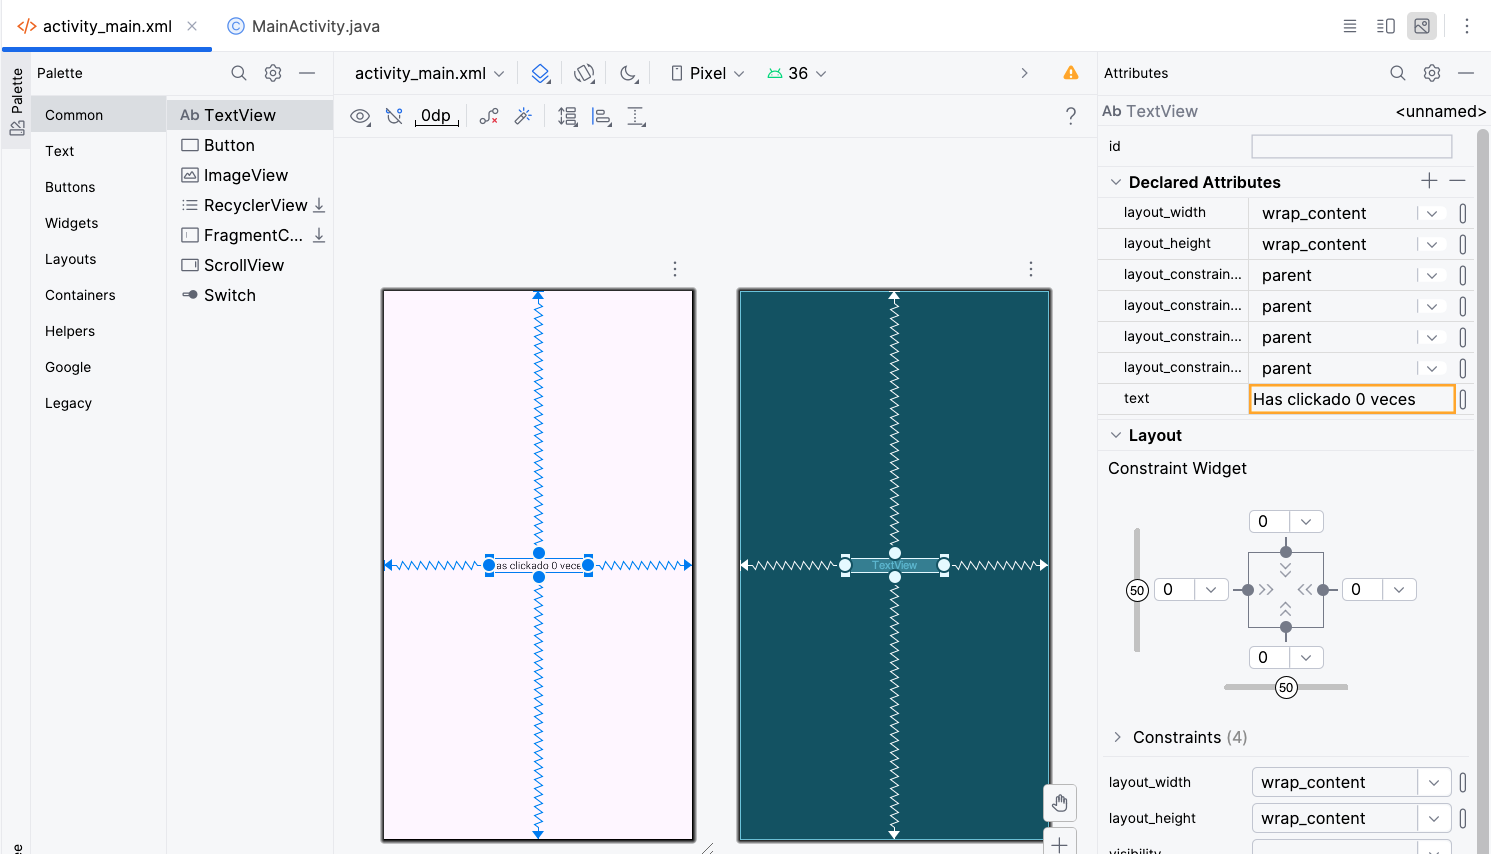 activity_main.xml
MainActivity.java
Palette
Palette
Common
Text
Buttons
Widgets
Layouts
Containers
Helpers
Google
Legacy
Ab TextView
Button
ImageView
RecyclerView
FragmentC...
ScrollView
Switch
activity_main.xml
Pixel
36
0dp
?
as clickado 0 vece
TextView
Attributes
Ab TextView <unnamed>
id
Declared Attributes
layout_width wrap_content
layout_height wrap_content
layout_constrain... parent
layout_constrain... parent
layout_constrain... parent
layout_constrain... parent
text Has clickado 0 veces
Layout
Constraint Widget
0
50 0 0
0
50
Constraints (4)
layout_width wrap_content
layout_height wrap_content
visibility